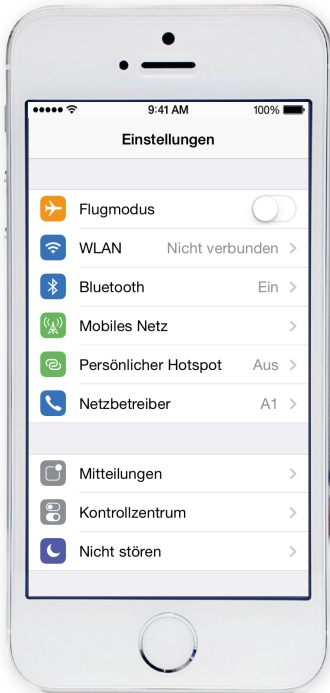 9:41 AM 100%
Einstellungen
Flugmodus
WLAN Nicht verbunden
Bluetooth Ein
Mobiles Netz
Persönlicher Hotspot Aus
Netzbetreiber A1
Mitteilungen
Kontrollzentrum
Nicht stören